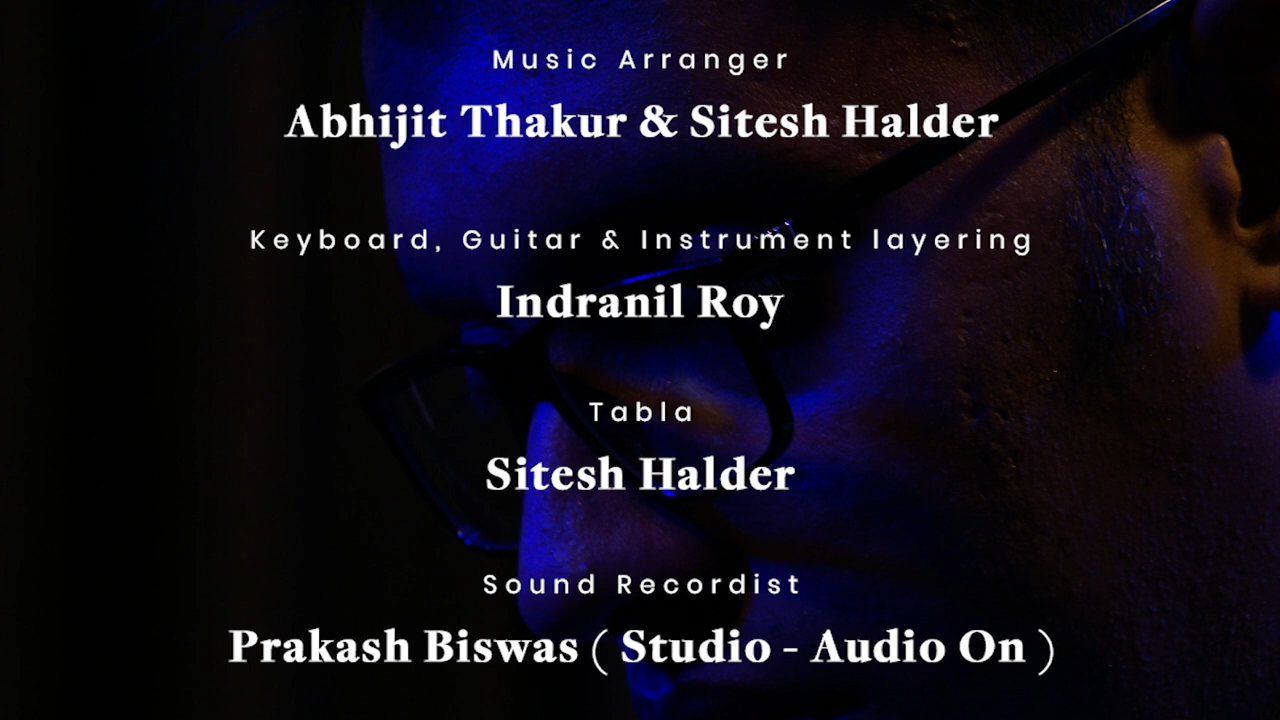 Music Arranger
Abhijit Thakur & Sitesh Halder
Keyboard, Guitar & Instrument layering
Indranil Roy
Tabla
Sitesh Halder
Sound Recordist
Prakash Biswas ( Studio - Audio On )